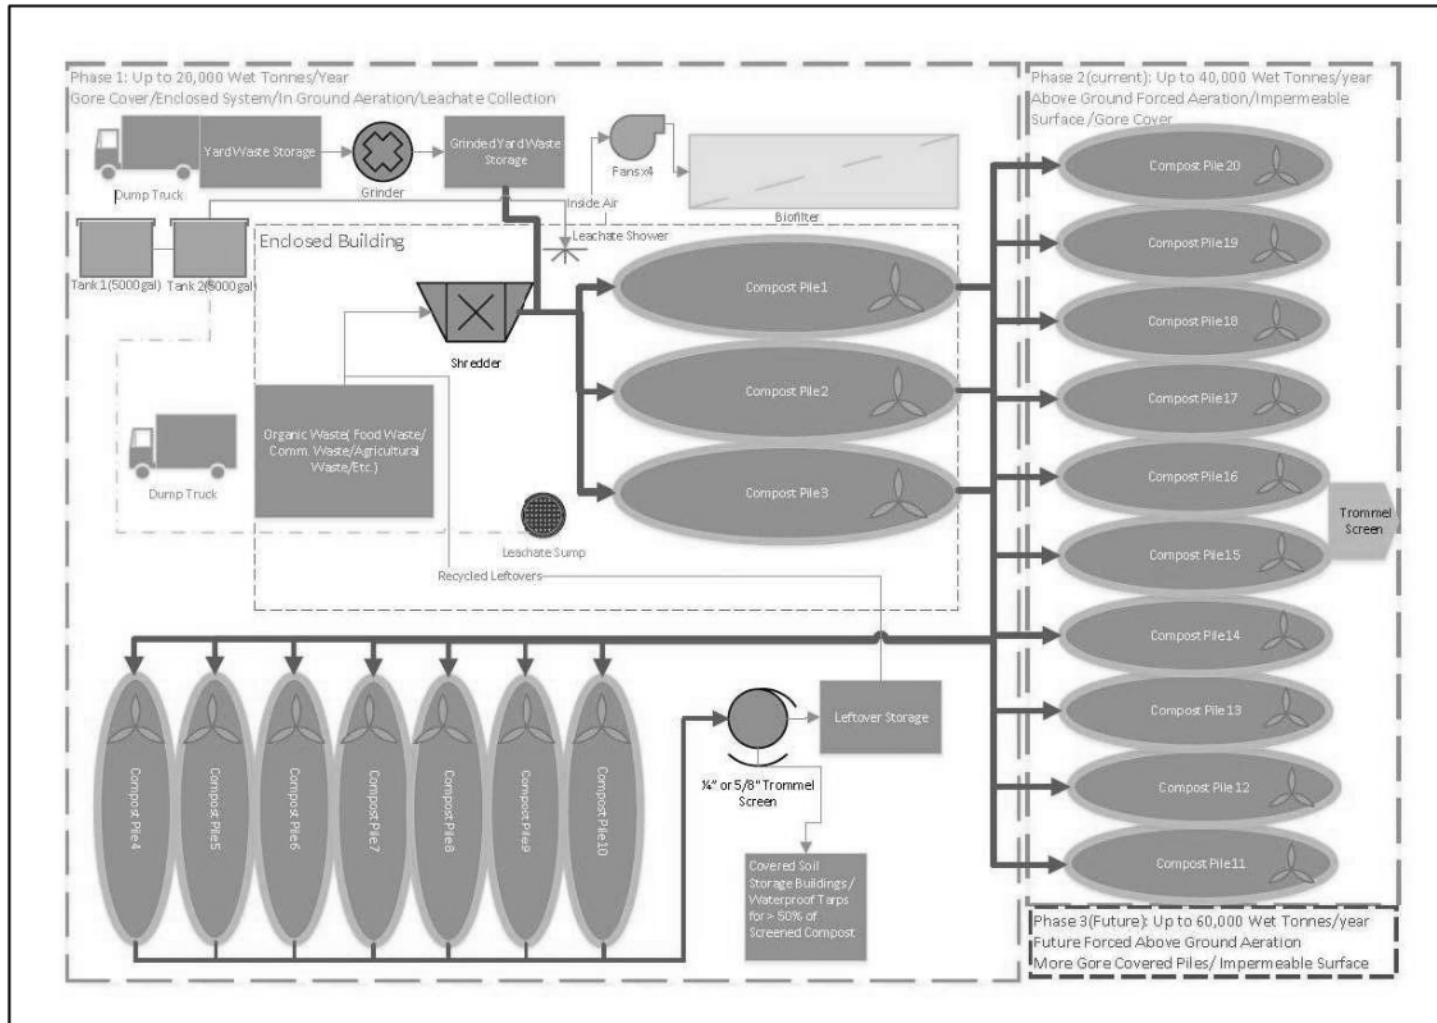 Phase 1: Up to 20,000 Wet Tonnes/Year
Gore Cover/Enclosed System/In Ground Aeration/Leachate Collection
Yard Waste Storage
Grinded Yard Waste
Storage
Dump Truck
Grinder
Fans x4
Inside Air
Biofilter
Tank 1(5000gal)
Tank 2(5000gal)
Enclosed Building
Leachate Shower
Shredder
Compost Pile1
Compost Pile2
Compost Pile3
Organic Waste( Food Waste/
Comm. Waste/Agricultural
Waste/Etc.)
Dump Truck
Leachate Sump
Recycled Leftovers
Compost Pile4
Compost Pile5
Compost Pile6
Compost Pile7
Compost Pile8
Compost Pile9
Compost Pile10
Leftover Storage
¼” or 5/8" Trommel
Screen
Covered Soil
Storage Buildings /
Waterproof Tarps
for > 50% of
Screened Compost
Phase 2(current): Up to 40,000 Wet Tonnes/year
Above Ground Forced Aeration/Impermeable
Surface /Gore Cover
Compost Pile 20
Compost Pile19
Compost Pile18
Compost Pile17
Compost Pile16
Compost Pile15
Trommel
Screen
Compost Pile14
Compost Pile13
Compost Pile12
Compost Pile11
Phase 3(Future): Up to 60,000 Wet Tonnes/year
Future Forced Above Ground Aeration
More Gore Covered Piles/ Impermeable Surface